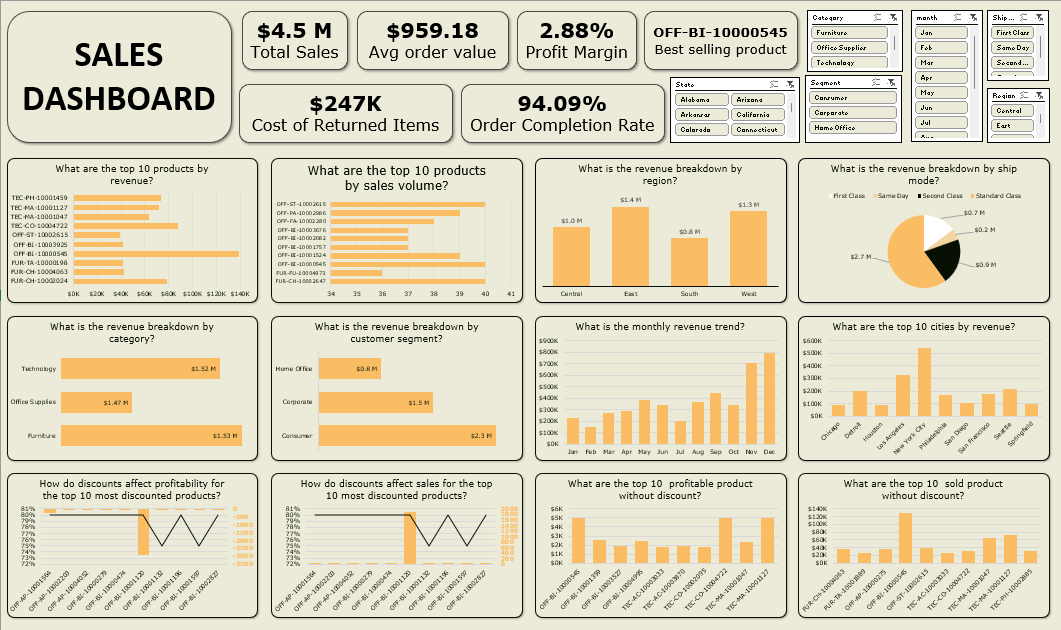 SALES
DASHBOARD
$4.5 M
Total Sales
$959.18
Avg order value
2.88%
Profit Margin
OFF-BI-10000545
Best selling product
$247K
Cost of Returned Items
94.09%
Order Completion Rate
Category
Furniture
Office Supplies
Technology
month
Jan
Feb
Mar
Apr
May
Jun
Jul
Ship ...
First Class
Same Day
Second ...
State
Alabama Arizona
Arkansas California
Colorado Connecticut
Segment
Consumer
Corporate
Home Office
Region
Central
East
What are the top 10 products by
revenue?
TEC-PH-10001459
TEC-MA-10001127
TEC-MA-10001047
TEC-CO-10004722
OFF-ST-10002615
OFF-BI-10003925
OFF-BI-10000545
FUR-TA-10000198
FUR-CH-10004063
FUR-CH-10002024
$0K $20K $40K $60K $80K $100K $120K $140K
What are the top 10 products
by sales volume?
OFF-ST-10002615
OFF-PA-10002986
OFF-FA-10002280
OFF-BI-10003676
OFF-BI-10002082
OFF-BI-10001757
OFF-BI-10001524
OFF-BI-10000545
FUR-FU-10004973
FUR-CH-10002647
34 35 36 37 38 39 40 41
What is the revenue breakdown by
region?
$1.0 M
$1.4 M
$0.8 M
$1.3 M
Central East South West
What is the revenue breakdown by ship
mode?
First Class Same Day Second Class Standard Class
$0.7 M
$0.2 M
$2.7 M
$0.9 M
What is the revenue breakdown by
category?
Technology $1.52 M
Office Supplies $1.47 M
Furniture $1.53 M
What is the revenue breakdown by
customer segment?
Home Office $0.8 M
Corporate $1.5 M
Consumer $2.3 M
What is the monthly revenue trend?
$900K
$800K
$700K
$600K
$500K
$400K
$300K
$200K
$100K
$0K
Jan Feb Mar Apr May Jun Jul Aug Sep Oct Nov Dec
What are the top 10 cities by revenue?
$600K
$500K
$400K
$300K
$200K
$100K
$0K
Chicago Detroit Houston Los Angeles New York City Philadelphia San Diego San Francisco Seattle Springfield
How do discounts affect profitability for
the top 10 most discounted products?
81%
80%
79%
78%
77%
76%
75%
74%
73%
72%
0
-500
-1000
-1500
-2000
-2500
-3000
-3500
OFF-AP-10001564
OFF-AP-10002203
OFF-AP-10004052
OFF-BI-10000279
OFF-BI-10000474
OFF-BI-10001120
OFF-BI-10001132
OFF-BI-10001196
OFF-BI-10001597
OFF-BI-10002827
How do discounts affect sales for the top
10 most discounted products?
81%
80%
79%
78%
77%
76%
75%
74%
73%
72%
2000
1800
1600
1400
1200
1000
800
600
400
200
0
OFF-AP-10001564
OFF-AP-10002203
OFF-AP-10004052
OFF-BI-10000279
OFF-BI-10000474
OFF-BI-10001120
OFF-BI-10001132
OFF-BI-10001196
OFF-BI-10001597
OFF-BI-10002827
What are the top 10 profitable product
without discount?
$6K
$5K
$4K
$3K
$2K
$1K
$0K
OFF-BI-10000545
OFF-BI-10001359
OFF-BI-10003527
OFF-BI-10004995
TEC-AC-10003033
TEC-AC-10003870
TEC-CO-10002095
TEC-CO-10004722
TEC-MA-10001047
TEC-MA-10001127
What are the top 10 sold product
without discount?
$140K
$120K
$100K
$80K
$60K
$40K
$20K
$0K
FUR-CH-10004063
FUR-TA-10001889
OFF-AP-10000275
OFF-BI-10000545
OFF-ST-10002615
TEC-AC-10003033
TEC-CO-10004722
TEC-MA-10001047
TEC-MA-10001127
TEC-PH-10002885